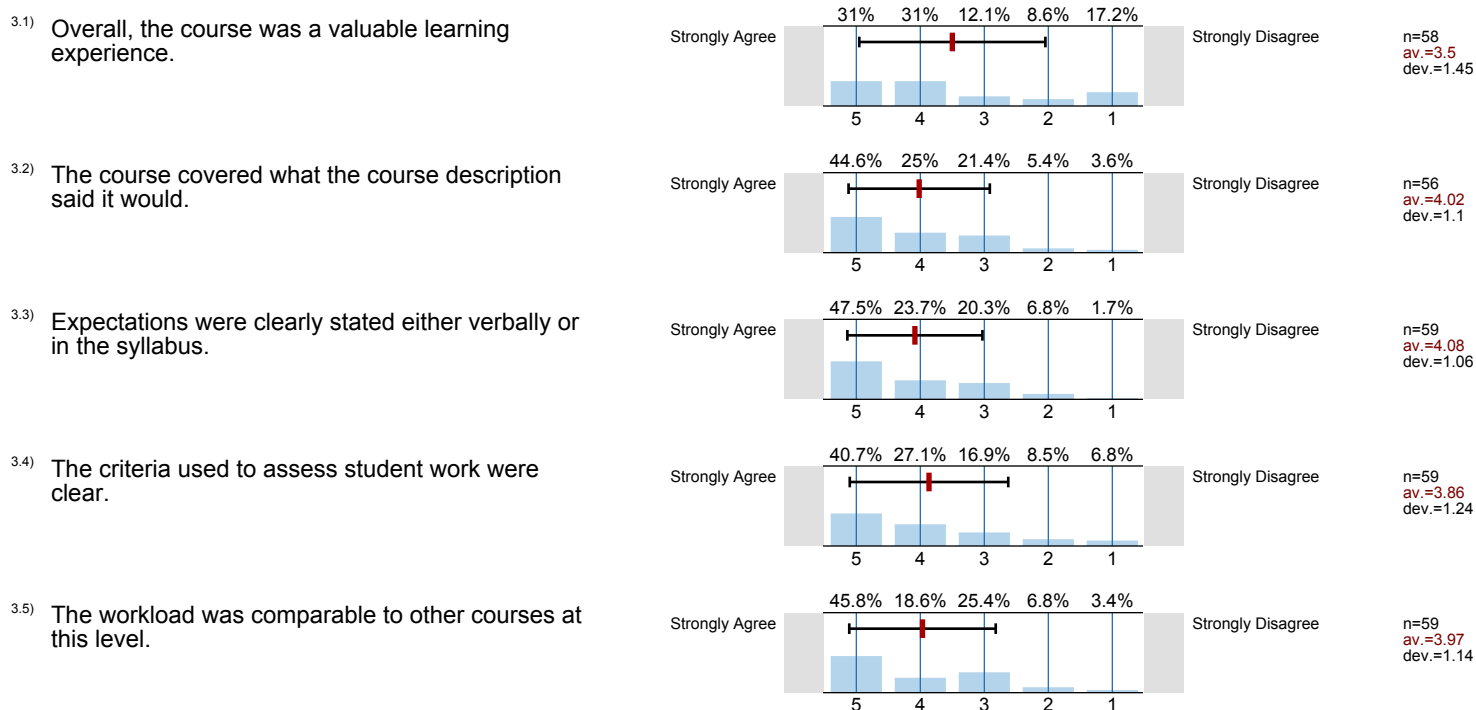 3.1) Overall, the course was a valuable learning
experience.
31% 31% 12.1% 8.6% 17.2%
Strongly Agree Strongly Disagree
n=58
av.=3.5
dev.=1.45
5 4 3 2 1
3.2) The course covered what the course description
said it would.
44.6% 25% 21.4% 5.4% 3.6%
Strongly Agree Strongly Disagree
n=56
av.=4.02
dev.=1.1
5 4 3 2 1
3.3) Expectations were clearly stated either verbally or
in the syllabus.
47.5% 23.7% 20.3% 6.8% 1.7%
Strongly Agree Strongly Disagree
n=59
av.=4.08
dev.=1.06
5 4 3 2 1
3.4) The criteria used to assess student work were
clear.
40.7% 27.1% 16.9% 8.5% 6.8%
Strongly Agree Strongly Disagree
n=59
av.=3.86
dev.=1.24
5 4 3 2 1
3.5) The workload was comparable to other courses at
this level.
45.8% 18.6% 25.4% 6.8% 3.4%
Strongly Agree Strongly Disagree
n=59
av.=3.97
dev.=1.14
5 4 3 2 1